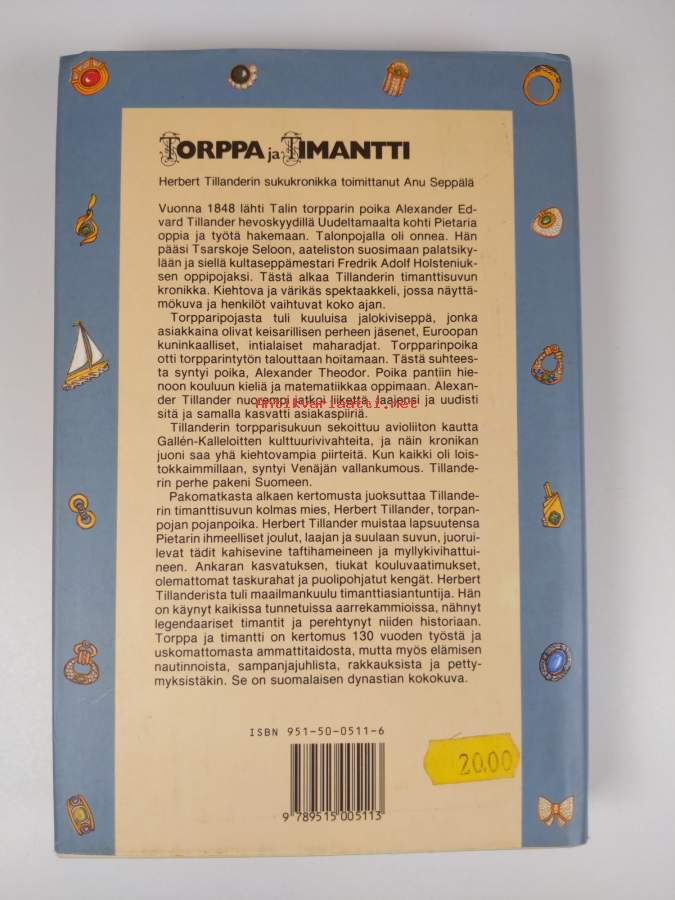 TORPPA ja TIMANTTI
Herbert Tillanderin sukukronikka toimittanut Anu Seppälä
Vuonna 1848 lähti Talin torpparin poika Alexander Ed-
vard Tillander hevoskyydillä Uudeltamaalta kohti Pietaria
oppia ja työtä hakemaan. Talonpojalla oli onnea. Hän
pääsi Tsarskoje Seloon, aateliston suosimaan palatsiky-
lään ja siellä kultaseppämestari Fredrik Adolf Holsteniuk-
sen oppipojaksi. Tästä alkaa Tillanderin timanttisuvun
kronikka. Kiehtova ja värikäs spektaakkeli, jossa näyttä-
mökuva ja henkilöt vaihtuvat koko ajan.
Torpparipojasta tuli kuuluisa jalokiviseppä, jonka
asiakkaina olivat keisarillisen perheen jäsenet, Euroopan
kuninkaalliset, intialaiset maharadjat. Torpparinpoika
otti torpparintytön talouttaan hoitamaan. Tästä suhtees-
ta syntyi poika, Alexander Theodor. Poika pantiin hie-
noon kouluun kieliä ja matematiikkaa oppimaan. Alexan-
der Tillander nuorempi jatkoi liikettä, laajensi ja uudisti
sitä ja samalla kasvatti asiakaspiiriä.
Antikvariaatti.net
Tillanderin torpparisukuun sekoittuu avioliiton kautta
Gallén-Kalleloitten kulttuurivivahteita, ja näin kronikan
juoni saa yhä kiehtovampia piirteitä. Kun kaikki oli lois-
tokkaimmillaan, syntyi Venäjän vallankumous. Tillande-
rin perhe pakeni Suomeen.
Pakomatkasta alkaen kertomusta juoksuttaa Tillande-
rin timanttisuvun kolmas mies, Herbert Tillander, torpan-
pojan pojanpoika. Herbert Tillander muistaa lapsuutensa
Pietarin ihmeelliset joulut, laajan ja suulaan suvun, juorui-
levat tädit kahisevine taftihameineen ja myllykivihattui-
neen. Ankaran kasvatuksen, tiukat kouluvaatimukset,
olemattomat taskurahat ja puolipohjatut kengät. Herbert
Tillanderista tuli maailmankuulu timanttiasiantuntija. Hän
on käynyt kaikissa tunnetuissa aarrekammioissa, nähnyt
legendaariset timantit ja perehtynyt niiden historiaan.
Torppa ja timantti on kertomus 130 vuoden työstä ja
uskomattomasta ammattitaidosta, mutta myös elämisen
nautinnoista, sampanjajuhlista, rakkauksista ja petty-
myksistäkin. Se on suomalaisen dynastian kokokuva.
ISBN 951-50-0511-6
9 789515 005113
20.00